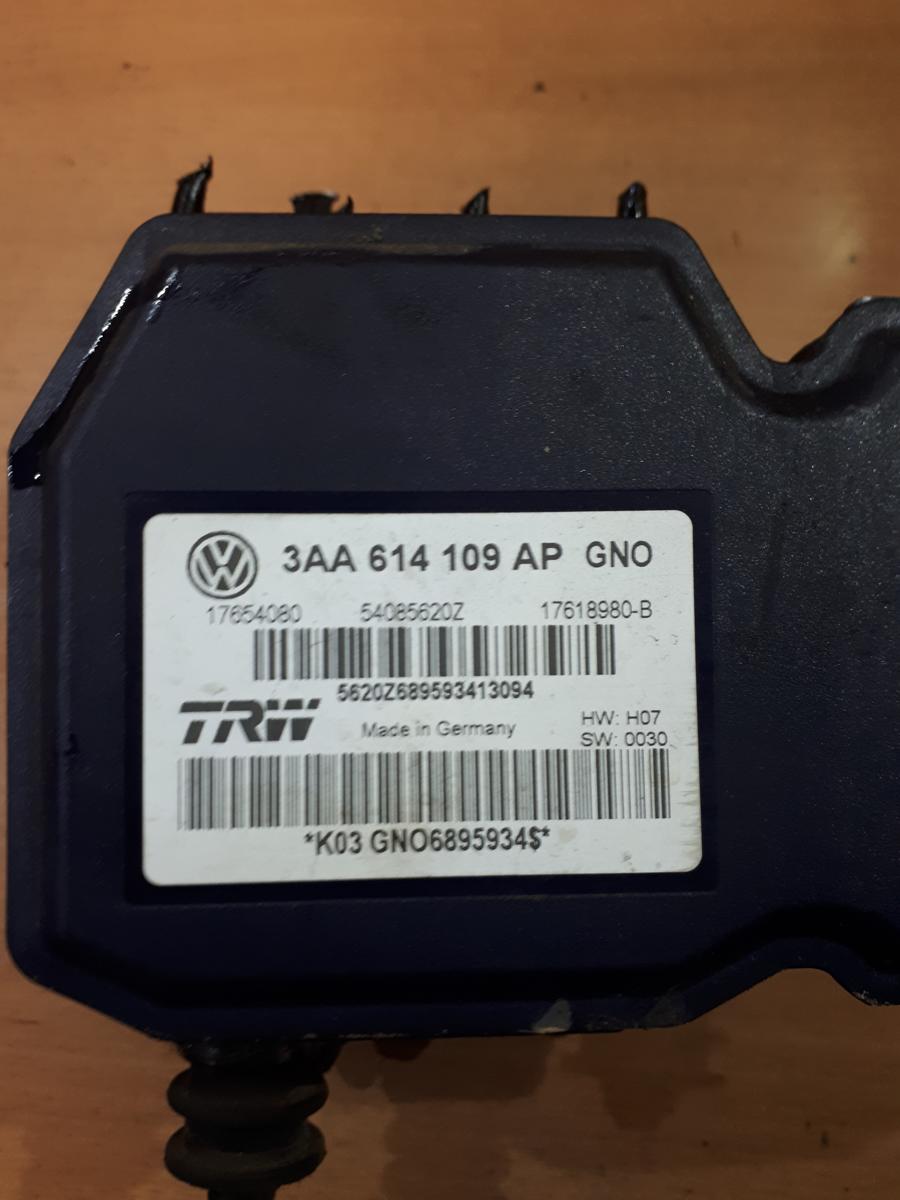 3AA 614 109 AP GNO
17654080 54085620Z 17618980-B
5620Z689593413094
TRW Made in Germany HW: H07
SW: 0030
*K03 GNO6895934$*